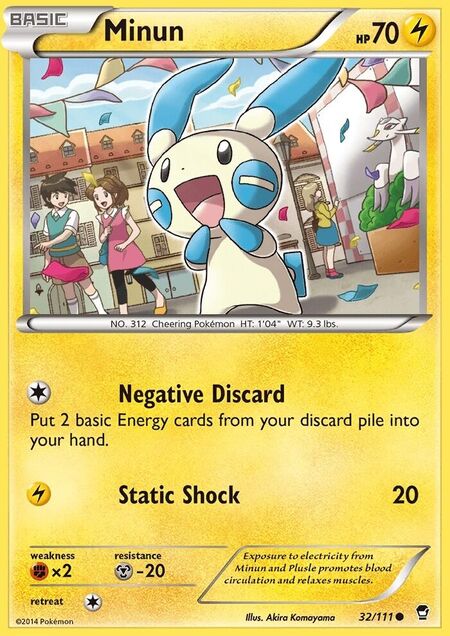 BASIC
Minun
HP70
NO. 312 Cheering Pokémon HT: 1'04" WT: 9.3 lbs.
Negative Discard
Put 2 basic Energy cards from your discard pile into
your hand.
Static Shock 20
weakness
×2
resistance
-20
retreat
Exposure to electricity from
Minun and Plusle promotes blood
circulation and relaxes muscles.
©2014 Pokémon
Illus. Akira Komayama
32/111